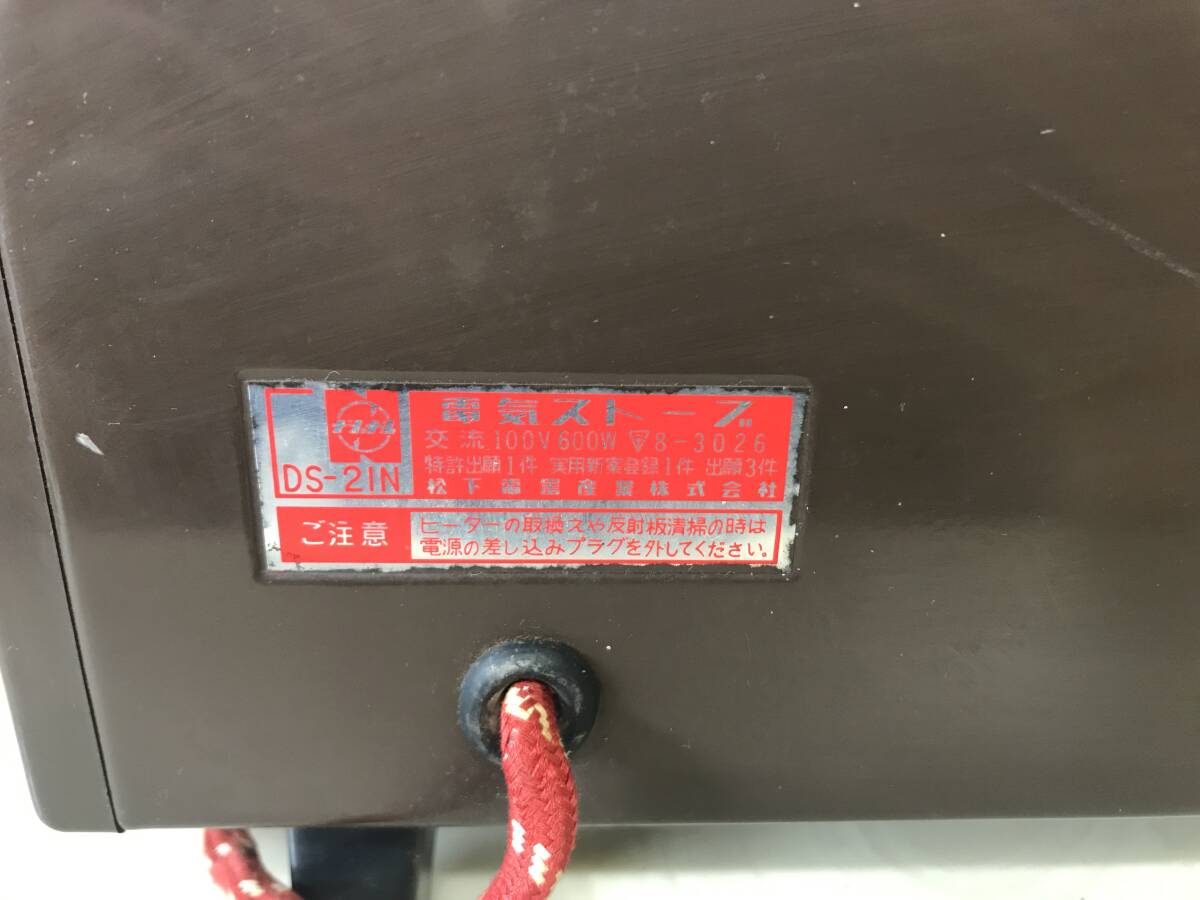 ナショナル
DS-21N
電気ストーブ
交流 100V 600W 〒8-3026
特許出願1件 実用新案登録1件 出願3件
松下電器産業株式会社
ご注意
ヒーターの取換えや反射板清掃の時は
電源の差し込みプラグを外してください。